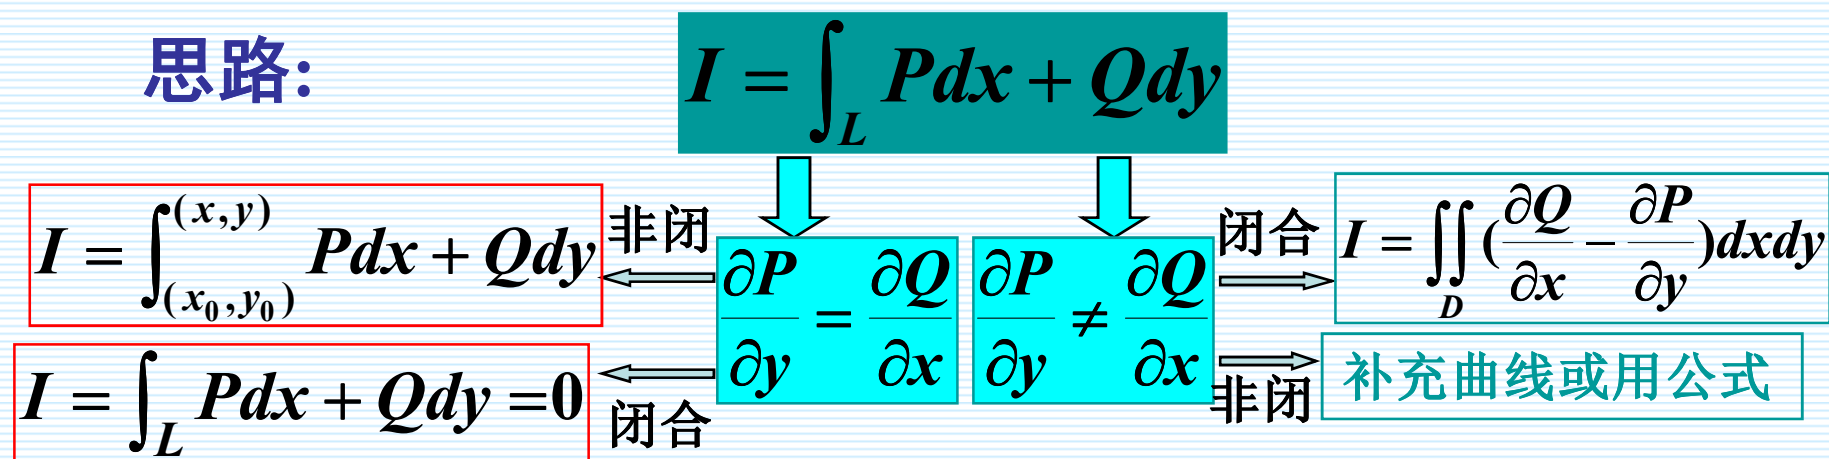 思路:
I = ∫_L Pdx + Qdy
I = ∫_{(x₀,y₀)}^{(x,y)} Pdx + Qdy
非闭
∂P/∂y = ∂Q/∂x
∂P/∂y ≠ ∂Q/∂x
闭合
I = ∬_D (∂Q/∂x − ∂P/∂y)dxdy
I = ∫_L Pdx + Qdy =0
闭合
非闭
补充曲线或用公式